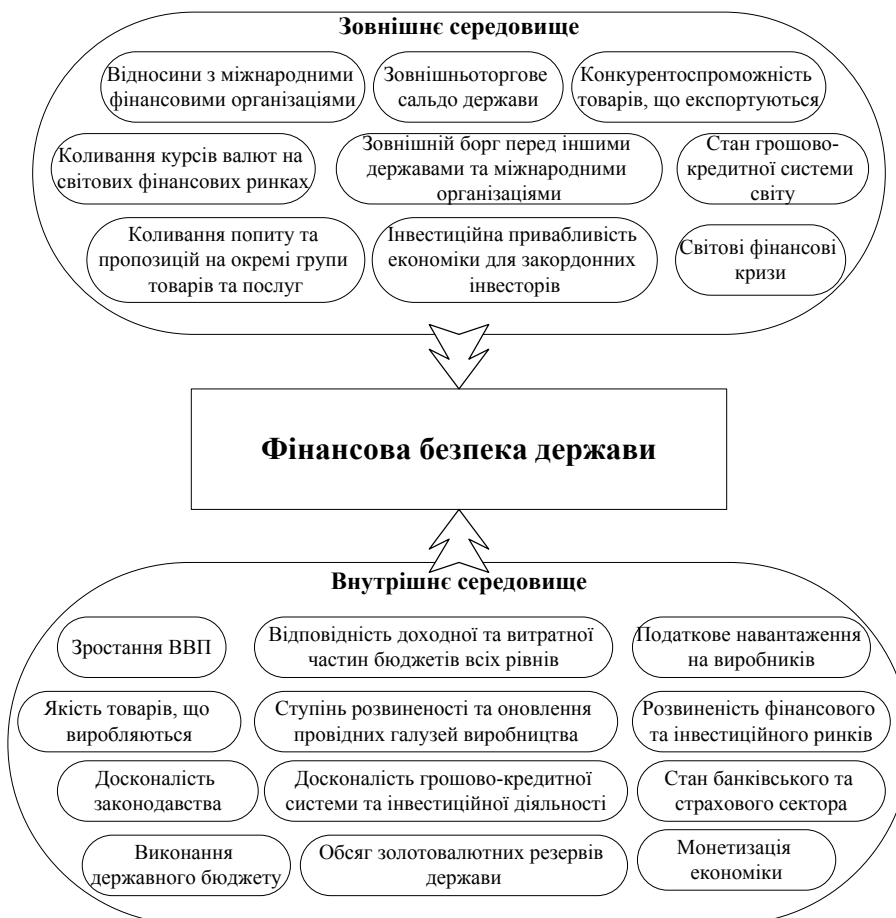 Зовнішнє середовище
Відносини з міжнародними
фінансовими організаціями
Зовнішньоторгове
сальдо держави
Конкурентоспроможність
товарів, що експортуються
Коливання курсів валют на
світових фінансових ринках
Зовнішній борг перед іншими
державами та міжнародними
організаціями
Стан грошово-
кредитної системи
світу
Коливання попиту та
пропозицій на окремі групи
товарів та послуг
Інвестиційна привабливість
економіки для закордонних
інвесторів
Світові фінансові
кризи
Фінансова безпека держави
Внутрішнє середовище
Зростання ВВП
Відповідність доходної та витратної
частин бюджетів всіх рівнів
Податкове навантаження
на виробників
Якість товарів, що
виробляються
Ступінь розвиненості та оновлення
провідних галузей виробництва
Розвиненість фінансового
та інвестиційного ринків
Досконалість
законодавства
Досконалість грошово-кредитної
системи та інвестиційної діяльності
Стан банківського та
страхового сектора
Виконання
державного бюджету
Обсяг золотовалютних резервів
держави
Монетизація
економіки